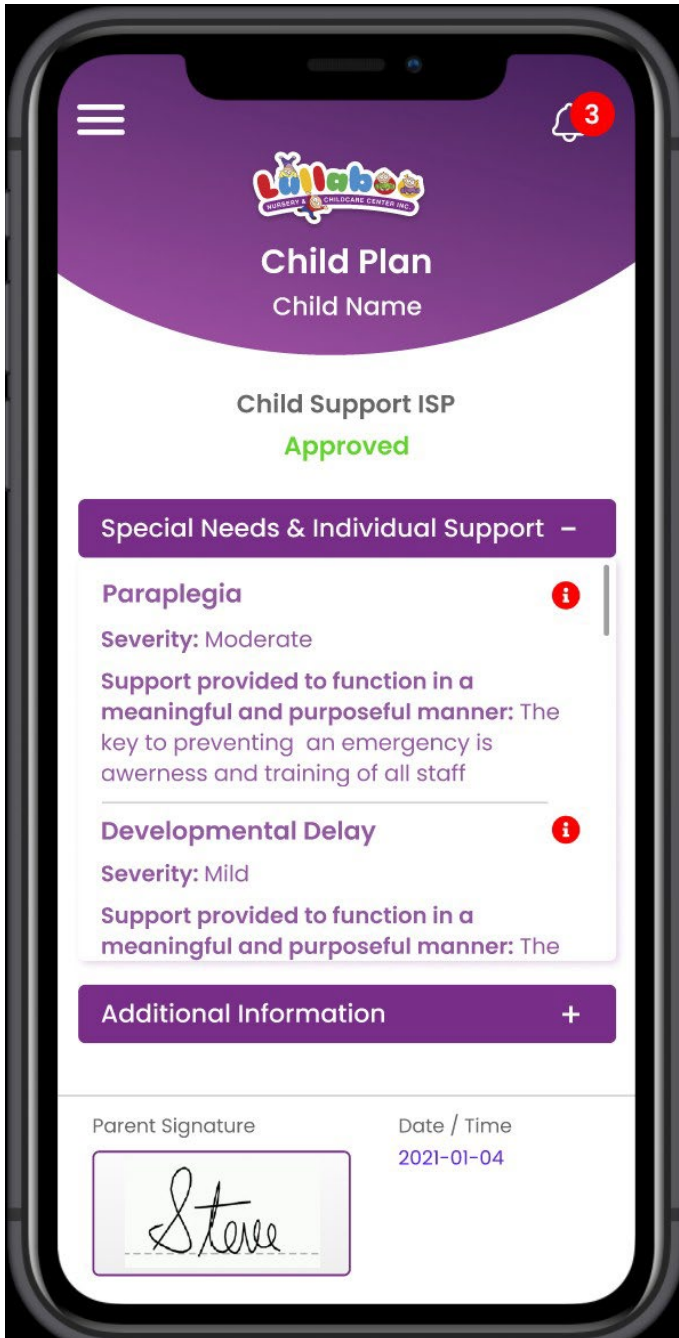 3
Lullaboo
NURSERY & CHILDCARE CENTER INC.
Child Plan
Child Name
Child Support ISP
Approved
Special Needs & Individual Support –
Paraplegia
Severity: Moderate
Support provided to function in a
meaningful and purposeful manner: The
key to preventing  an emergency is
awerness and training of all staff
Developmental Delay
Severity: Mild
Support provided to function in a
meaningful and purposeful manner: The
Additional Information +
Parent Signature Date / Time
2021-01-04
Steve